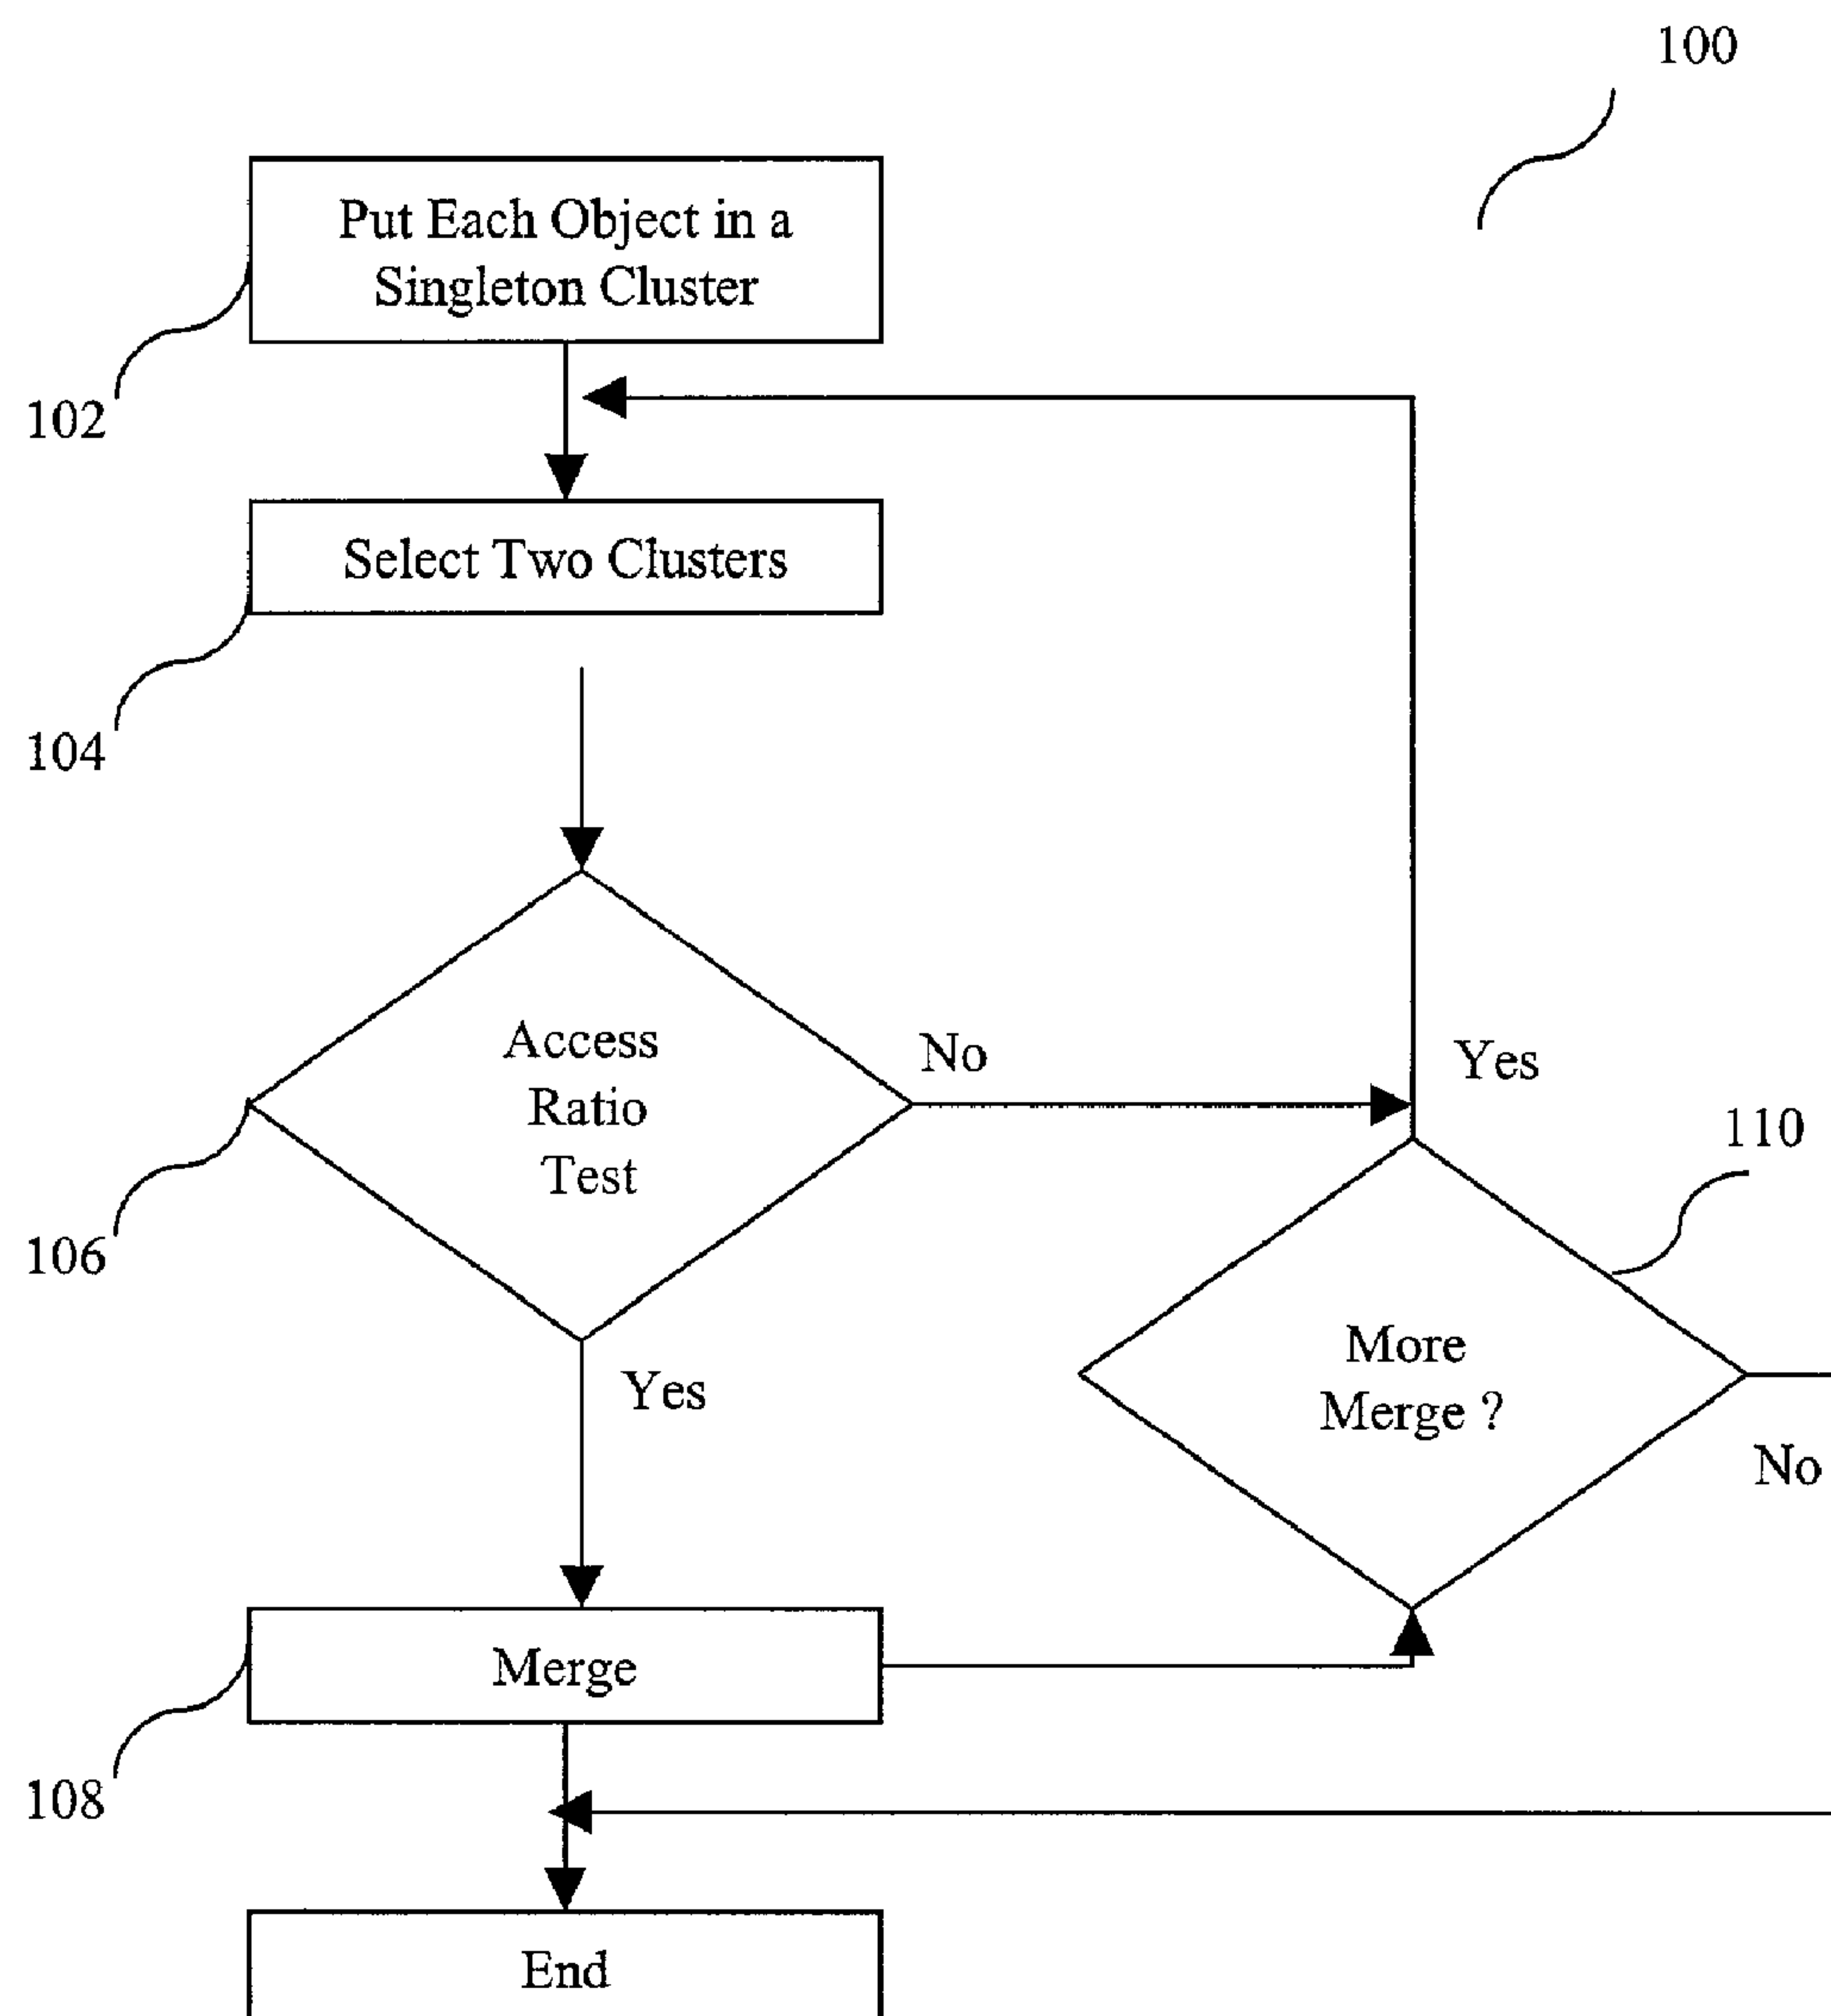 100
Put Each Object in a
Singleton Cluster
102
Select Two Clusters
104
Access
Ratio
Test
No
Yes
110
106
More
Merge ?
Yes
No
Merge
108
End